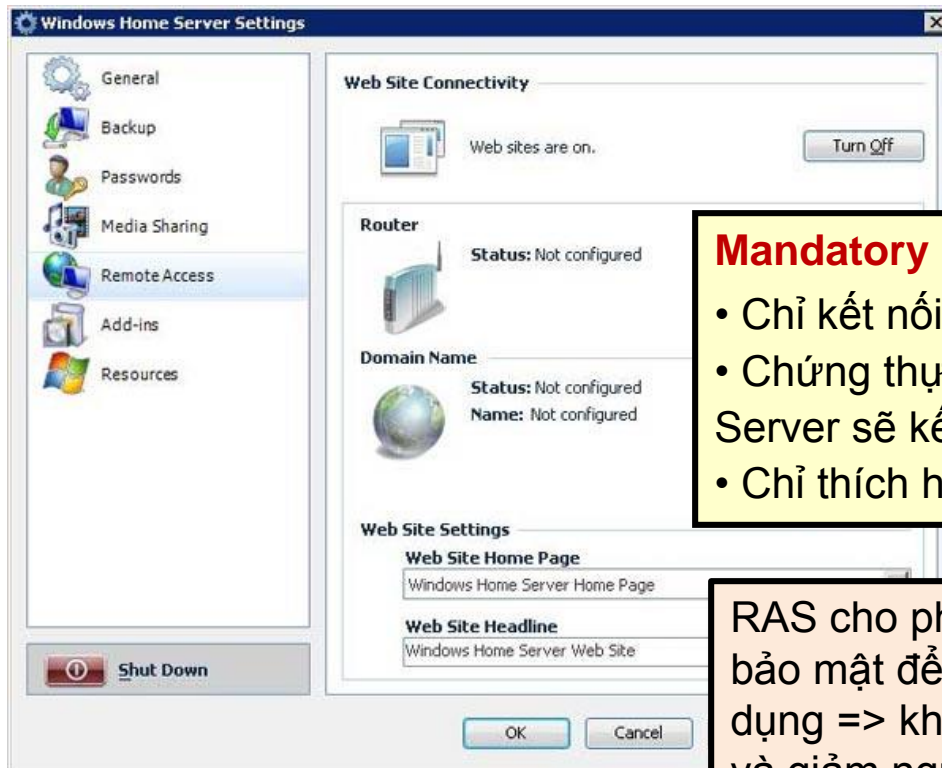 Windows Home Server Settings
General
Backup
Passwords
Media Sharing
Remote Access
Add-ins
Resources
Shut Down
Web Site Connectivity
Web sites are on.
Turn Off
Router
Status: Not configured
Domain Name
Status: Not configured
Name: Not configured
Web Site Settings
Web Site Home Page
Windows Home Server Home Page
Web Site Headline
Windows Home Server Web Site
OK
Cancel
Mandatory
• Chỉ kết nối
• Chứng
Server sẽ
• Chỉ thích
RAS cho
bảo mật để
dụng =>
và giảm